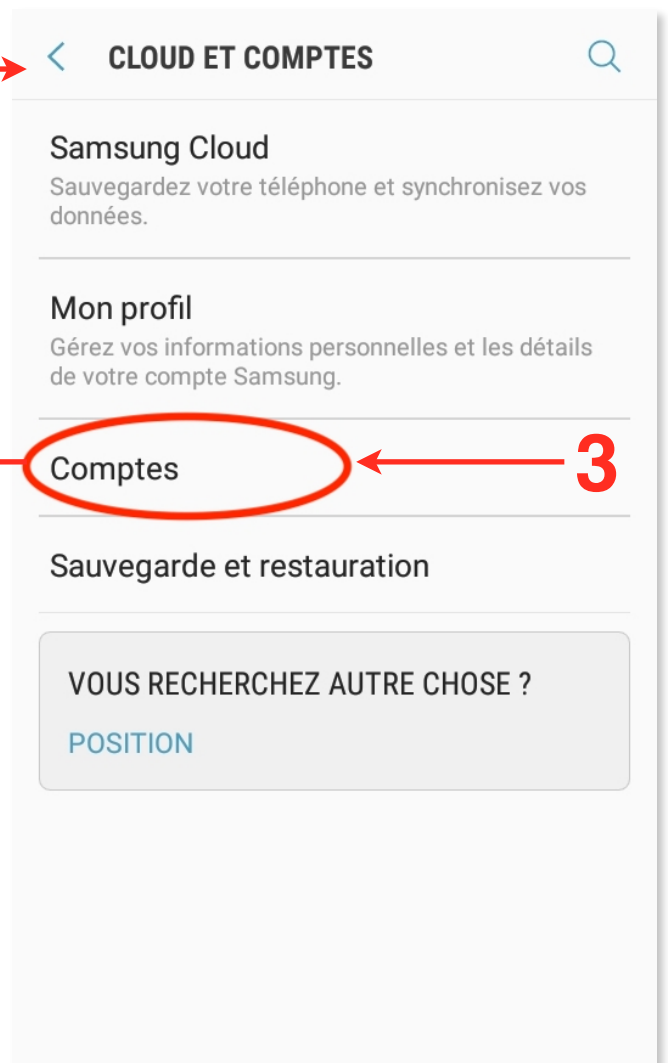 CLOUD ET COMPTES
Samsung Cloud
Sauvegardez votre téléphone et synchronisez vos
données.
Mon profil
Gérez vos informations personnelles et les détails
de votre compte Samsung.
Comptes
3
Sauvegarde et restauration
VOUS RECHERCHEZ AUTRE CHOSE ?
POSITION